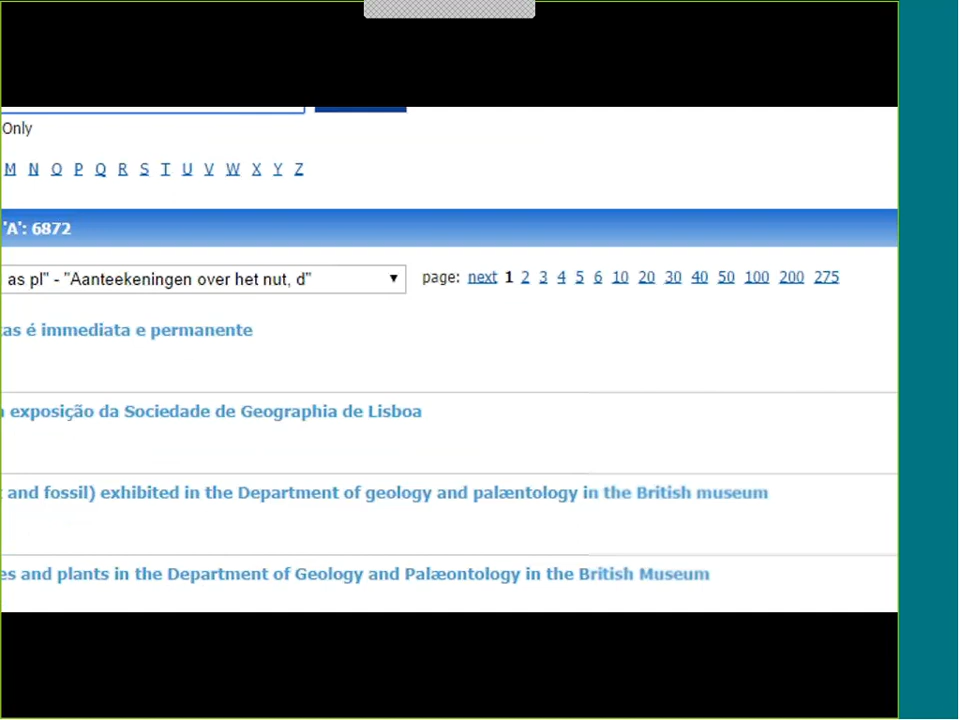 Only
M N O P Q R S T U V W X Y Z
'A': 6872
as pl" - "Aanteekeningen over het nut, d" page: next 1 2 3 4 5 6 10 20 30 40 50 100 200 275
é immediata e permanente
exposição da Sociedade de Geographia de Lisboa
and fossil) exhibited in the Department of geology and palæntology in the British museum
es and plants in the Department of Geology and Palæontology in the British Museum